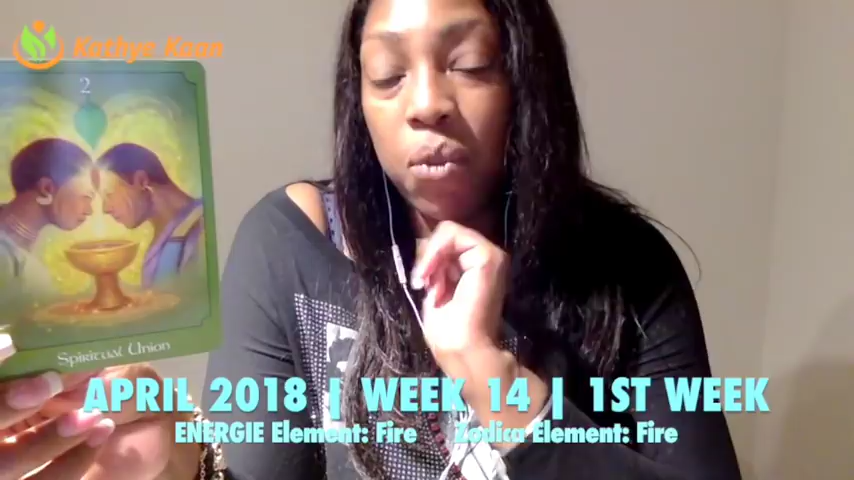 Kathye Kaan
2
Spiritual Union
APRIL 2018 | WEEK 14 | 1ST WEEK
ENERGIE Element: Fire Zodica Element: Fire